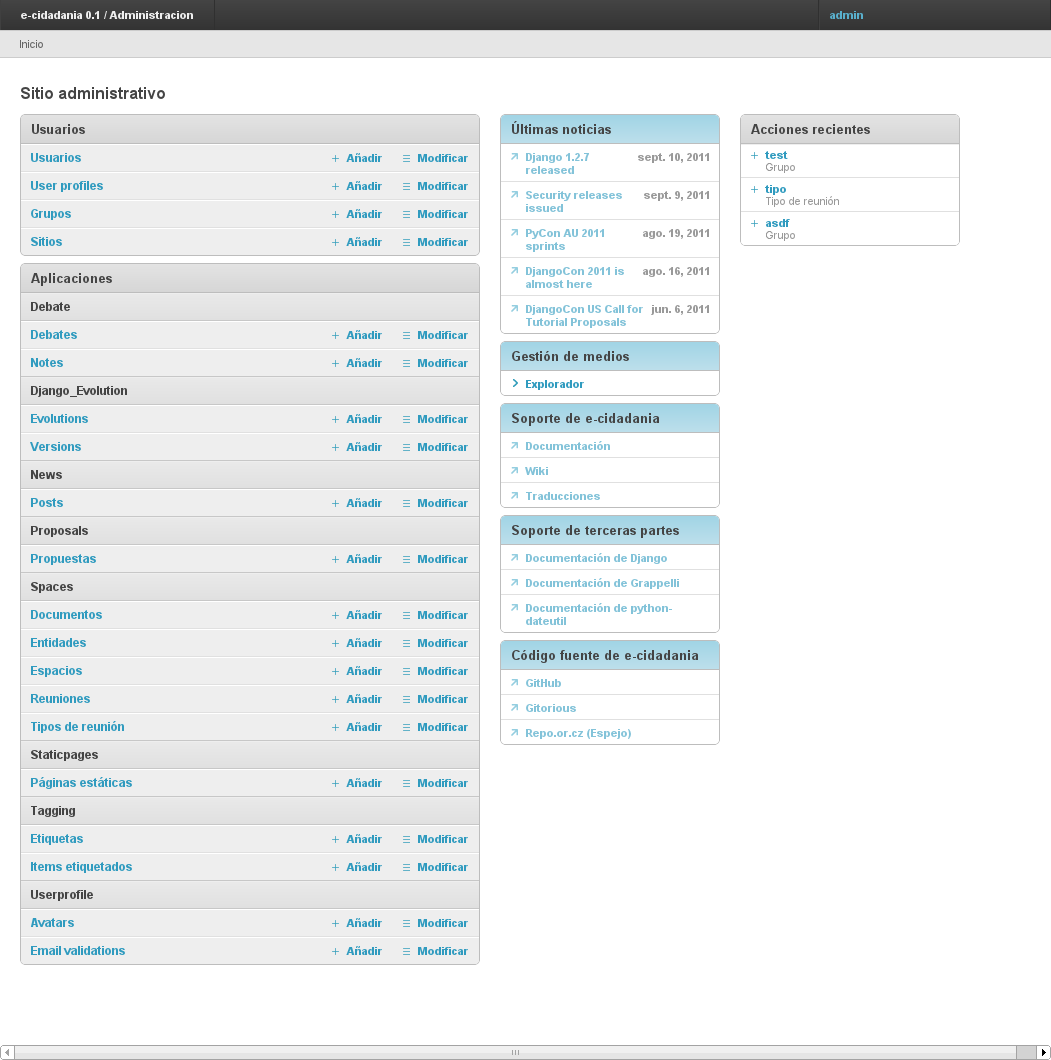 e-cidadania 0.1 / Administracion
admin
Inicio
Sitio administrativo
Usuarios
Usuarios Añadir Modificar
User profiles Añadir Modificar
Grupos Añadir Modificar
Sitios Añadir Modificar
Aplicaciones
Debate
Debates Añadir Modificar
Notes Añadir Modificar
Django_Evolution
Evolutions Añadir Modificar
Versions Añadir Modificar
News
Posts Añadir Modificar
Proposals
Propuestas Añadir Modificar
Spaces
Documentos Añadir Modificar
Entidades Añadir Modificar
Espacios Añadir Modificar
Reuniones Añadir Modificar
Tipos de reunión Añadir Modificar
Staticpages
Páginas estáticas Añadir Modificar
Tagging
Etiquetas Añadir Modificar
Items etiquetados Añadir Modificar
Userprofile
Avatars Añadir Modificar
Email validations Añadir Modificar
Últimas noticias
Django 1.2.7 sept. 10, 2011
released
Security releases sept. 9, 2011
issued
PyCon AU 2011 ago. 19, 2011
sprints
DjangoCon 2011 is ago. 16, 2011
almost here
DjangoCon US Call for jun. 6, 2011
Tutorial Proposals
Gestión de medios
Explorador
Soporte de e-cidadania
Documentación
Wiki
Traducciones
Soporte de terceras partes
Documentación de Django
Documentación de Grappelli
Documentación de python-
dateutil
Código fuente de e-cidadania
GitHub
Gitorious
Repo.or.cz (Espejo)
Acciones recientes
test
Grupo
tipo
Tipo de reunión
asdf
Grupo